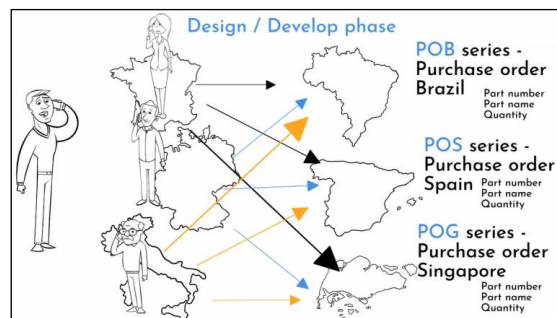 Design / Develop phase
POB series -
Purchase order
Brazil
Part number
Part name
Quantity
POS series -
Purchase order
Spain
Part number
Part name
Quantity
POG series -
Purchase order
Singapore
Part number
Part name
Quantity